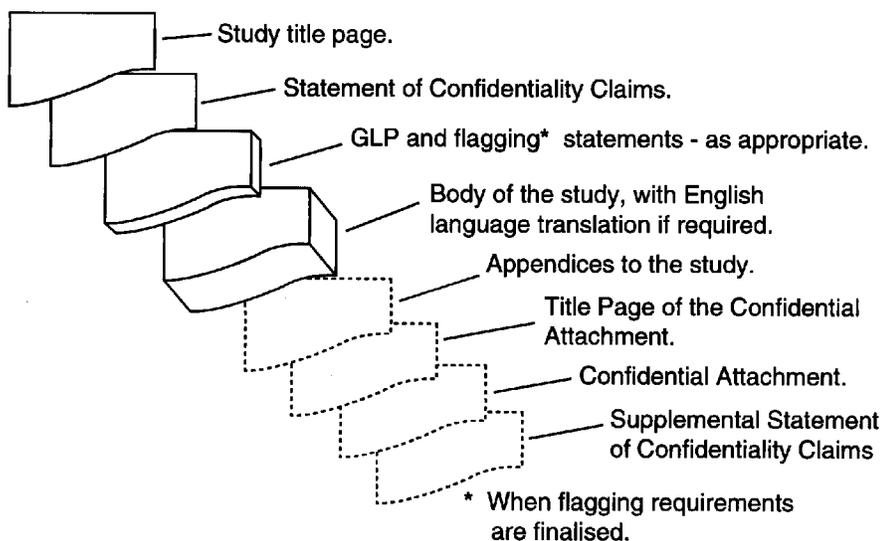 Study title page.
Statement of Confidentiality Claims.
GLP and flagging* statements - as appropriate.
Body of the study, with English
language translation if required.
Appendices to the study.
Title Page of the Confidential
Attachment.
Confidential Attachment.
Supplemental Statement
of Confidentiality Claims
* When flagging requirements
are finalised.